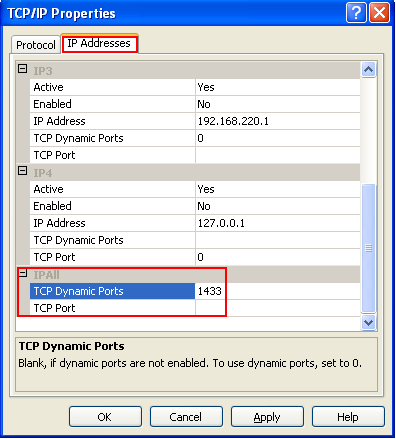 TCP/IP Properties
Protocol IP Addresses
IP3
Active Yes
Enabled No
IP Address 192.168.220.1
TCP Dynamic Ports 0
TCP Port
IP4
Active Yes
Enabled No
IP Address 127.0.0.1
TCP Dynamic Ports
TCP Port 0
IPAll
TCP Dynamic Ports 1433
TCP Port
TCP Dynamic Ports
Blank, if dynamic ports are not enabled. To use dynamic ports, set to 0.
OK Cancel Apply Help